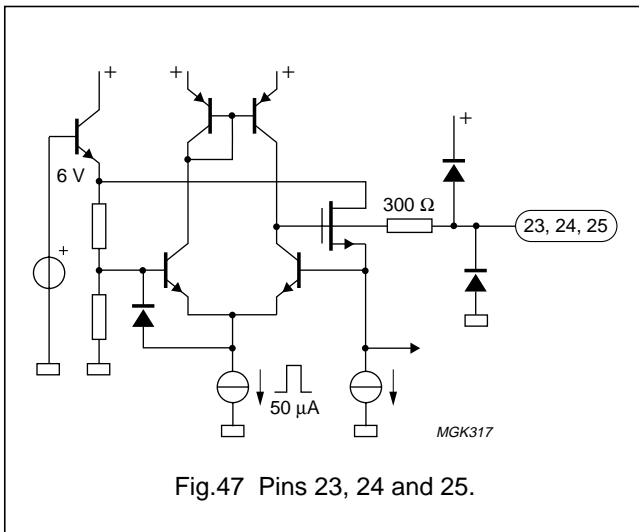 +
+
+
+
6 V
300 Ω
23, 24, 25
+
50 μA
MGK317
Fig.47 Pins 23, 24 and 25.